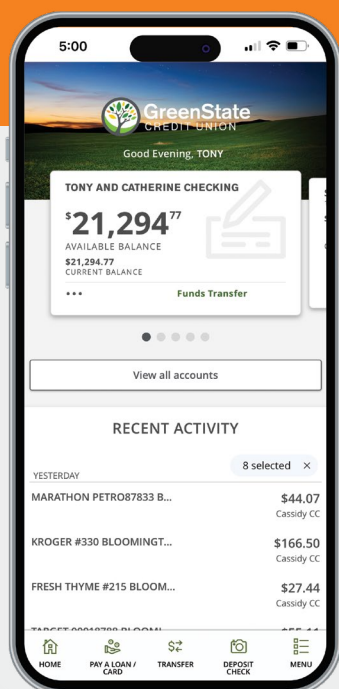 5:00
GreenState
CREDIT UNION
Good Evening, TONY
TONY AND CATHERINE CHECKING
$21,294 77
AVAILABLE BALANCE
$21,294.77
CURRENT BALANCE
... Funds Transfer
View all accounts
RECENT ACTIVITY
8 selected ×
YESTERDAY
MARATHON PETRO87833 B... $44.07
Cassidy CC
KROGER #330 BLOOMINGT... $166.50
Cassidy CC
FRESH THYME #215 BLOOM... $27.44
Cassidy CC
HOME
PAY A LOAN / CARD
TRANSFER
DEPOSIT CHECK
MENU